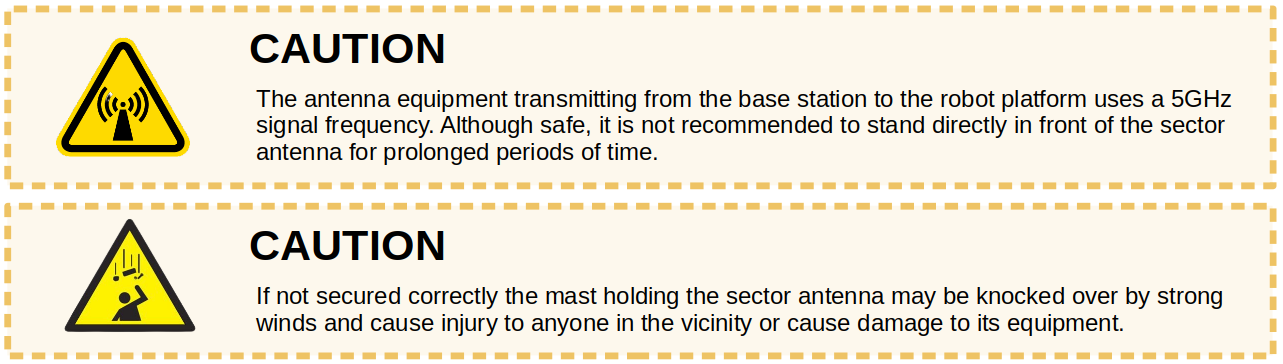 CAUTION
The antenna equipment transmitting from the base station to the robot platform uses a 5GHz
signal frequency. Although safe, it is not recommended to stand directly in front of the sector
antenna for prolonged periods of time.
CAUTION
If not secured correctly the mast holding the sector antenna may be knocked over by strong
winds and cause injury to anyone in the vicinity or cause damage to its equipment.